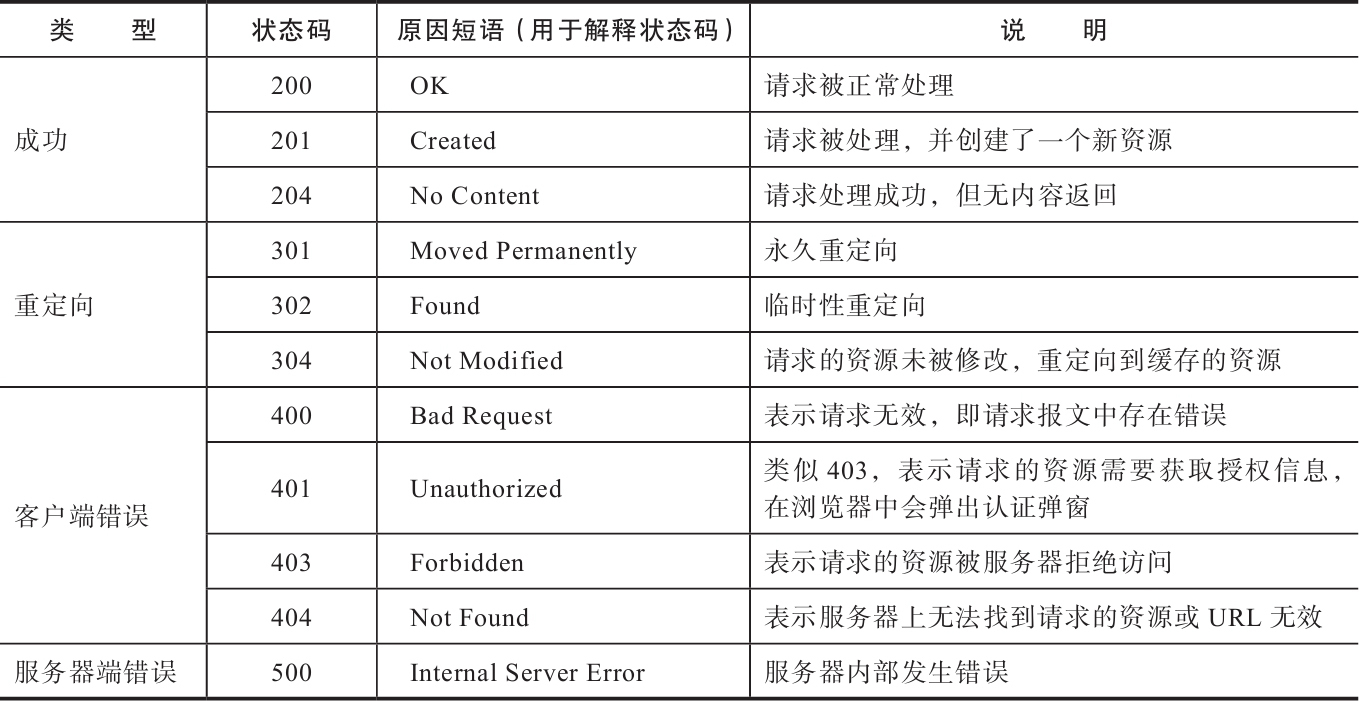 类 型 状态码 原因短语（用于解释状态码） 说 明
成功 200 OK 请求被正常处理
201 Created 请求被处理，并创建了一个新资源
204 No Content 请求处理成功，但无内容返回
重定向 301 Moved Permanently 永久重定向
302 Found 临时性重定向
304 Not Modified 请求的资源未被修改，重定向到缓存的资源
客户端错误 400 Bad Request 表示请求无效，即请求报文中存在错误
401 Unauthorized 类似 403，表示请求的资源需要获取授权信息，
在浏览器中会弹出认证弹窗
403 Forbidden 表示请求的资源被服务器拒绝访问
404 Not Found 表示服务器上无法找到请求的资源或 URL 无效
服务器端错误 500 Internal Server Error 服务器内部发生错误